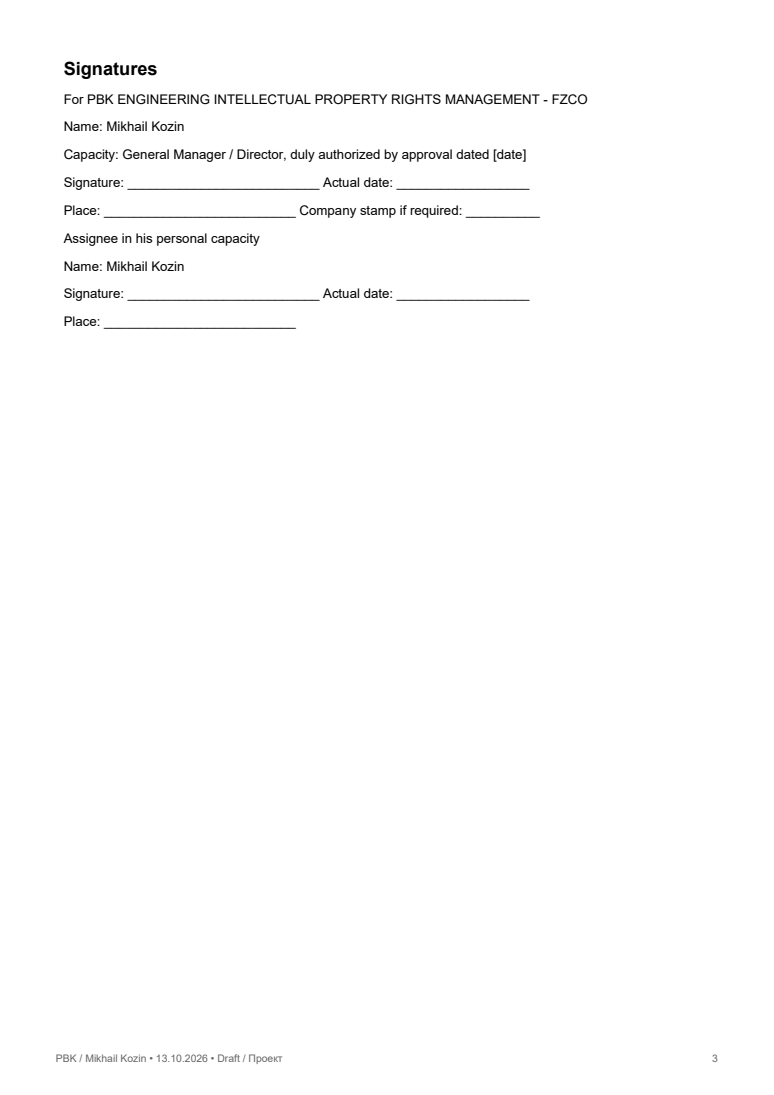 Signatures
For PBK ENGINEERING INTELLECTUAL PROPERTY RIGHTS MANAGEMENT - FZCO
Name: Mikhail Kozin
Capacity: General Manager / Director, duly authorized by approval dated [date]
Signature: __________________________ Actual date: __________________
Place: __________________________ Company stamp if required: __________
Assignee in his personal capacity
Name: Mikhail Kozin
Signature: __________________________ Actual date: __________________
Place: __________________________
PBK / Mikhail Kozin • 13.10.2026 • Draft / Проект 3